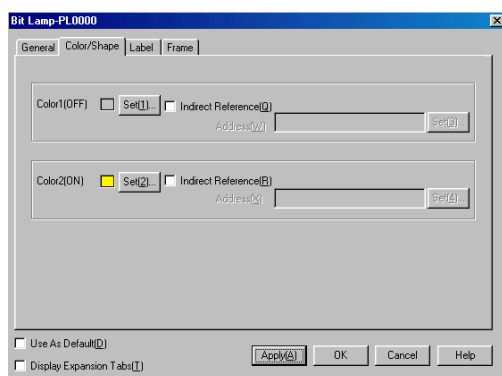 Bit Lamp-PL0000
General Color/Shape Label Frame
Color1(OFF) Set(1)... Indirect Reference(Q)
Address(W) Set(3)...
Color2(ON) Set(2)... Indirect Reference(R)
Address(X) Set(4)...
Use As Default(D)
Display Expansion Tabs(T)
Apply(A) OK Cancel Help